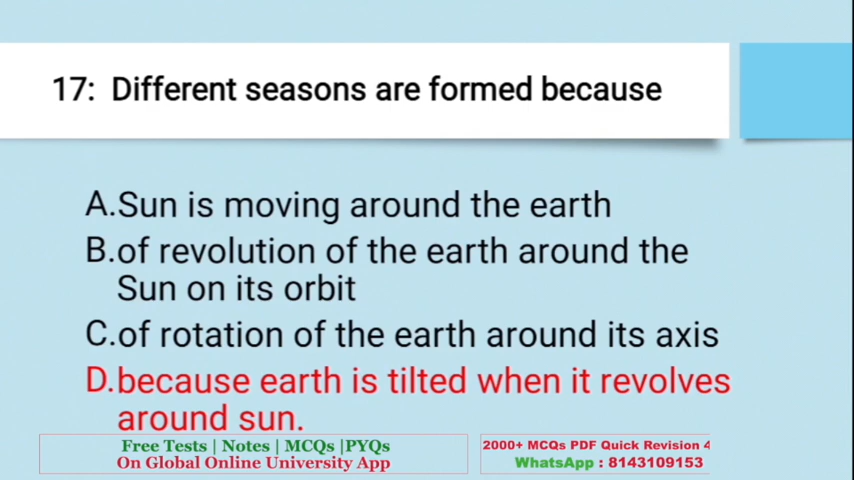 17: Different seasons are formed because
A.Sun is moving around the earth
B.of revolution of the earth around the
Sun on its orbit
C.of rotation of the earth around its axis
D.because earth is tilted when it revolves
around sun.
Free Tests | Notes | MCQs |PYQs
On Global Online University App
2000+ MCQs PDF Quick Revision 4
WhatsApp : 8143109153